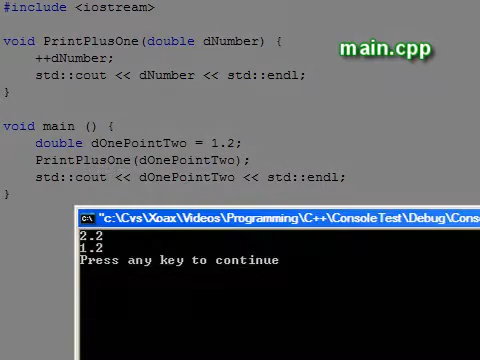 #include <iostream>
void PrintPlusOne(double dNumber) {
    ++dNumber;
    std::cout << dNumber << std::endl;
}
main.cpp
void main () {
    double dOnePointTwo = 1.2;
    PrintPlusOne(dOnePointTwo);
    std::cout << dOnePointTwo << std::endl;
}
"c:\Cvs\Xoax\Videos\Programming\C++\ConsoleTest\Debug\Conso
2.2
1.2
Press any key to continue